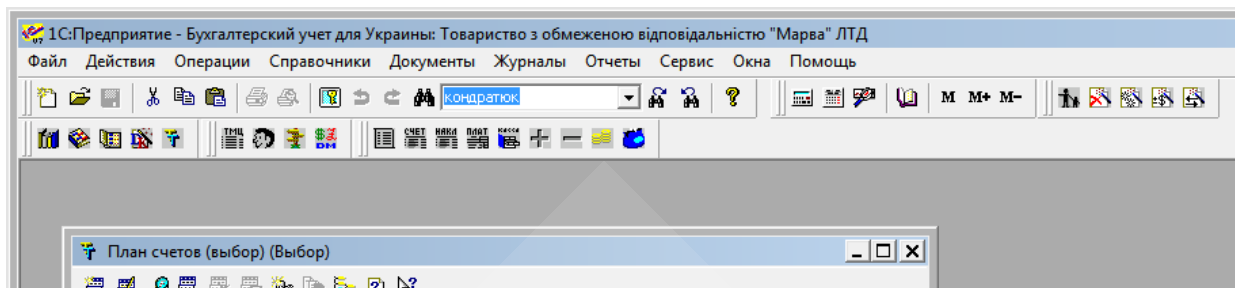 1С:Предприятие - Бухгалтерский учет для Украины: Товариство з обмеженою відповідальністю "Марва" ЛТД
Файл Действия Операции Справочники Документы Журналы Отчеты Сервис Окна Помощь
кондратюк M M+ M-
ТМЦ DM СЧЕТ НАКЛ ПЛАТ Касса
План счетов (выбор) (Выбор)